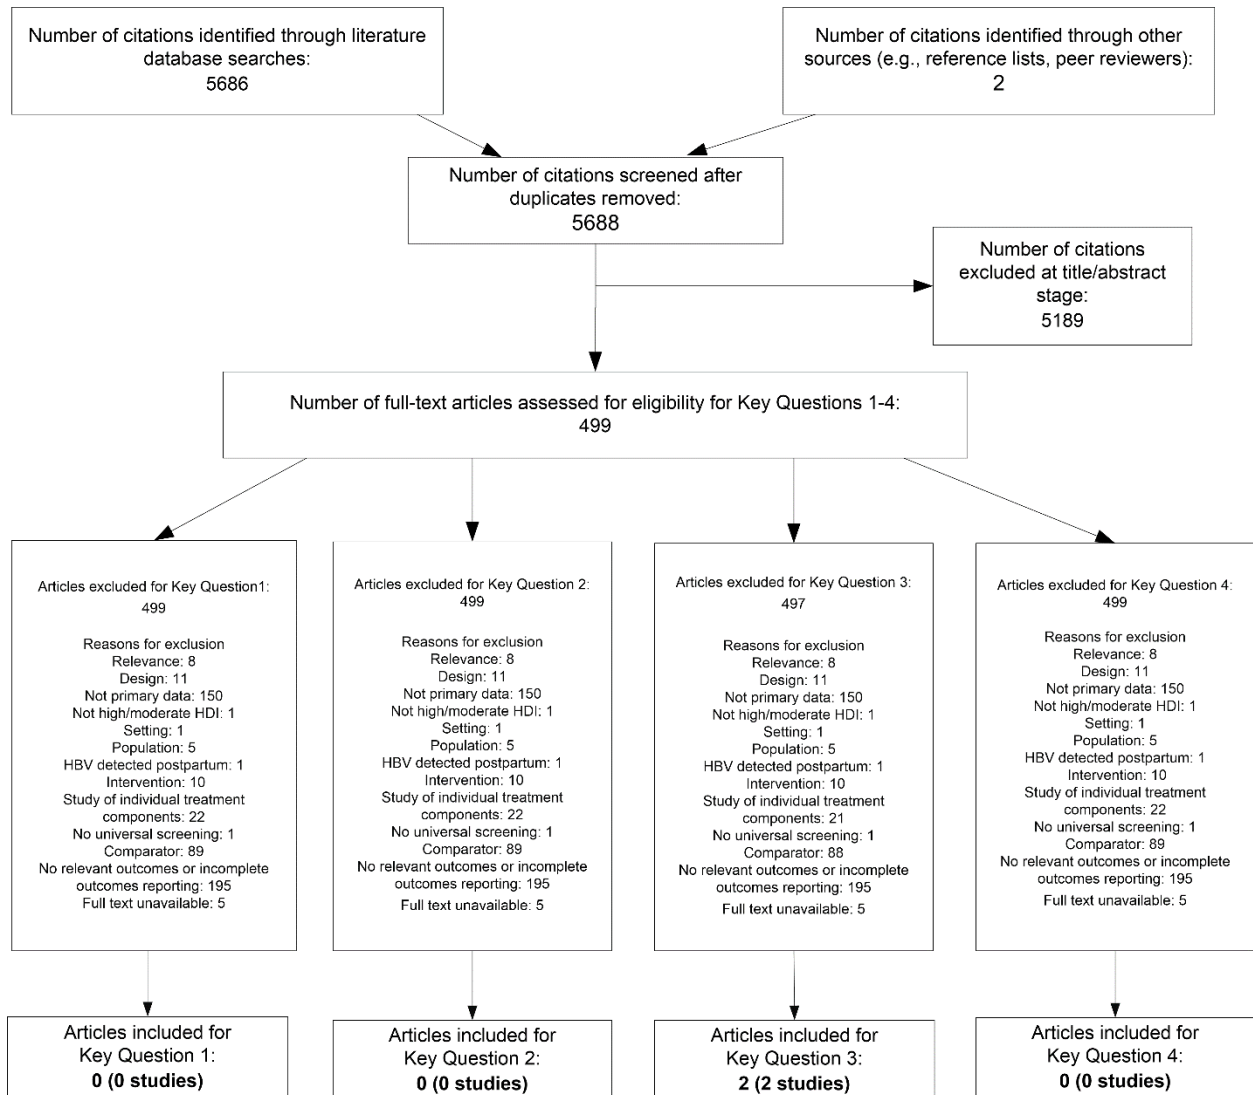 Number of citations identified through literature
database searches:
5686
Number of citations identified through other
sources (e.g., reference lists, peer reviewers):
2
Number of citations screened after
duplicates removed:
5688
Number of citations
excluded at title/abstract
stage:
5189
Number of full-text articles assessed for eligibility for Key Questions 1-4:
499
Articles excluded for Key Question1:
499
Reasons for exclusion
Relevance: 8
Design: 11
Not primary data: 150
Not high/moderate HDI: 1
Setting: 1
Population: 5
HBV detected postpartum: 1
Intervention: 10
Study of individual treatment
components: 22
No universal screening: 1
Comparator: 89
No relevant outcomes or incomplete
outcomes reporting: 195
Full text unavailable: 5
Articles excluded for Key Question 2:
499
Reasons for exclusion
Relevance: 8
Design: 11
Not primary data: 150
Not high/moderate HDI: 1
Setting: 1
Population: 5
HBV detected postpartum: 1
Intervention: 10
Study of individual treatment
components: 22
No universal screening: 1
Comparator: 89
No relevant outcomes or incomplete
outcomes reporting: 195
Full text unavailable: 5
Articles excluded for Key Question 3:
497
Reasons for exclusion
Relevance: 8
Design: 11
Not primary data: 150
Not high/moderate HDI: 1
Setting: 1
Population: 5
HBV detected postpartum: 1
Intervention: 10
Study of individual treatment
components: 21
No universal screening: 1
Comparator: 88
No relevant outcomes or incomplete
outcomes reporting: 195
Full text unavailable: 5
Articles excluded for Key Question 4:
499
Reasons for exclusion
Relevance: 8
Design: 11
Not primary data: 150
Not high/moderate HDI: 1
Setting: 1
Population: 5
HBV detected postpartum: 1
Intervention: 10
Study of individual treatment
components: 22
No universal screening: 1
Comparator: 89
No relevant outcomes or incomplete
outcomes reporting: 195
Full text unavailable: 5
Articles included for
Key Question 1:
0 (0 studies)
Articles included for
Key Question 2:
0 (0 studies)
Articles included for
Key Question 3:
2 (2 studies)
Articles included for
Key Question 4:
0 (0 studies)